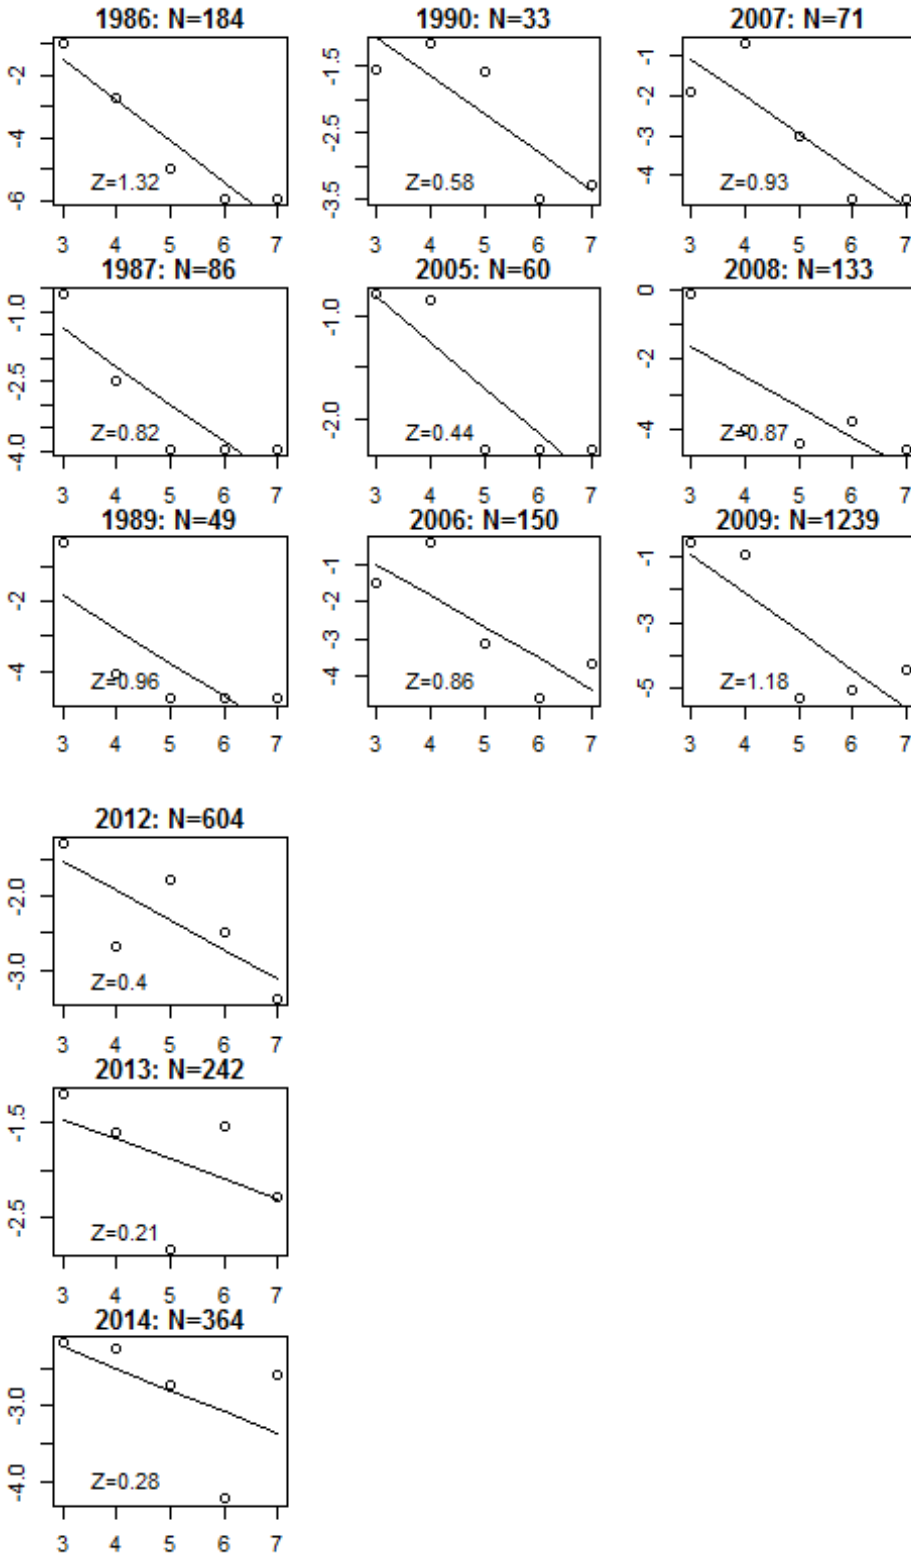 1986: N=184
-2
-4
-6
Z=1.32
3 4 5 6 7
1987: N=86
-1.0
-2.5
-4.0
Z=0.82
3 4 5 6 7
1989: N=49
-2
-4
Z=0.96
3 4 5 6 7
1990: N=33
-1.5
-2.5
-3.5
Z=0.58
3 4 5 6 7
2005: N=60
-1.0
-2.0
Z=0.44
3 4 5 6 7
2006: N=150
-1
-2
-3
-4
Z=0.86
3 4 5 6 7
2007: N=71
-1
-2
-3
-4
Z=0.93
3 4 5 6 7
2008: N=133
0
-2
-4
Z=0.87
3 4 5 6 7
2009: N=1239
-1
-3
-5
Z=1.18
3 4 5 6 7
2012: N=604
-2.0
-3.0
Z=0.4
3 4 5 6 7
2013: N=242
-1.5
-2.5
Z=0.21
3 4 5 6 7
2014: N=364
-3.0
-4.0
Z=0.28
3 4 5 6 7